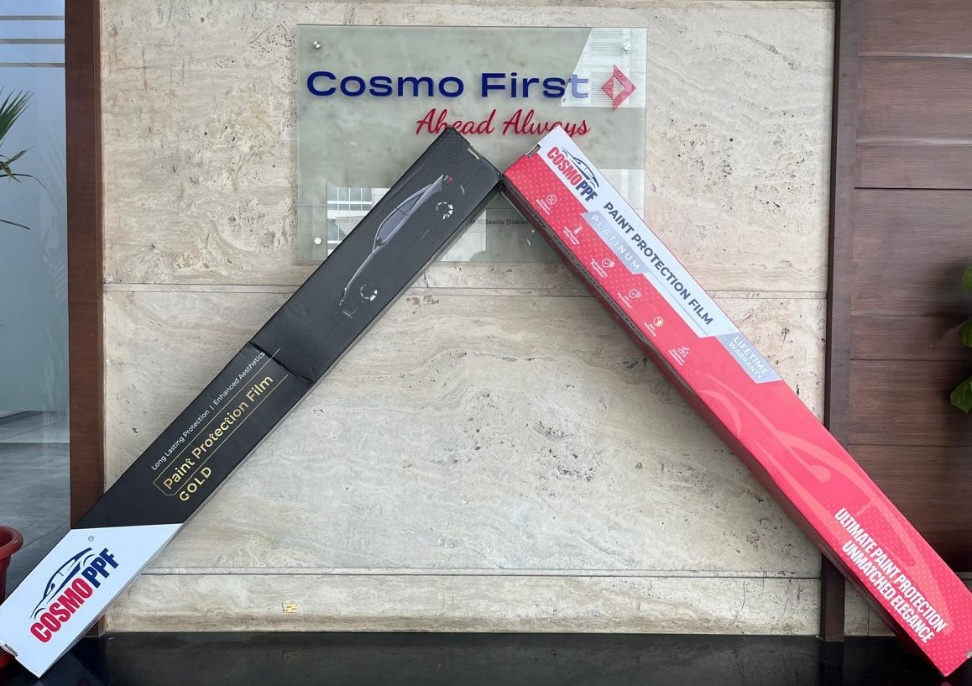 Cosmo First
Ahead Always
Long Lasting Protection | Enhanced Aesthetics
Paint Protection Film
GOLD
COSMO PPF
COSMO PPF
PAINT PROTECTION FILM
PLATINUM
LIFETIME
WARRANTY
ULTIMATE PAINT PROTECTION
UNMATCHED ELEGANCE